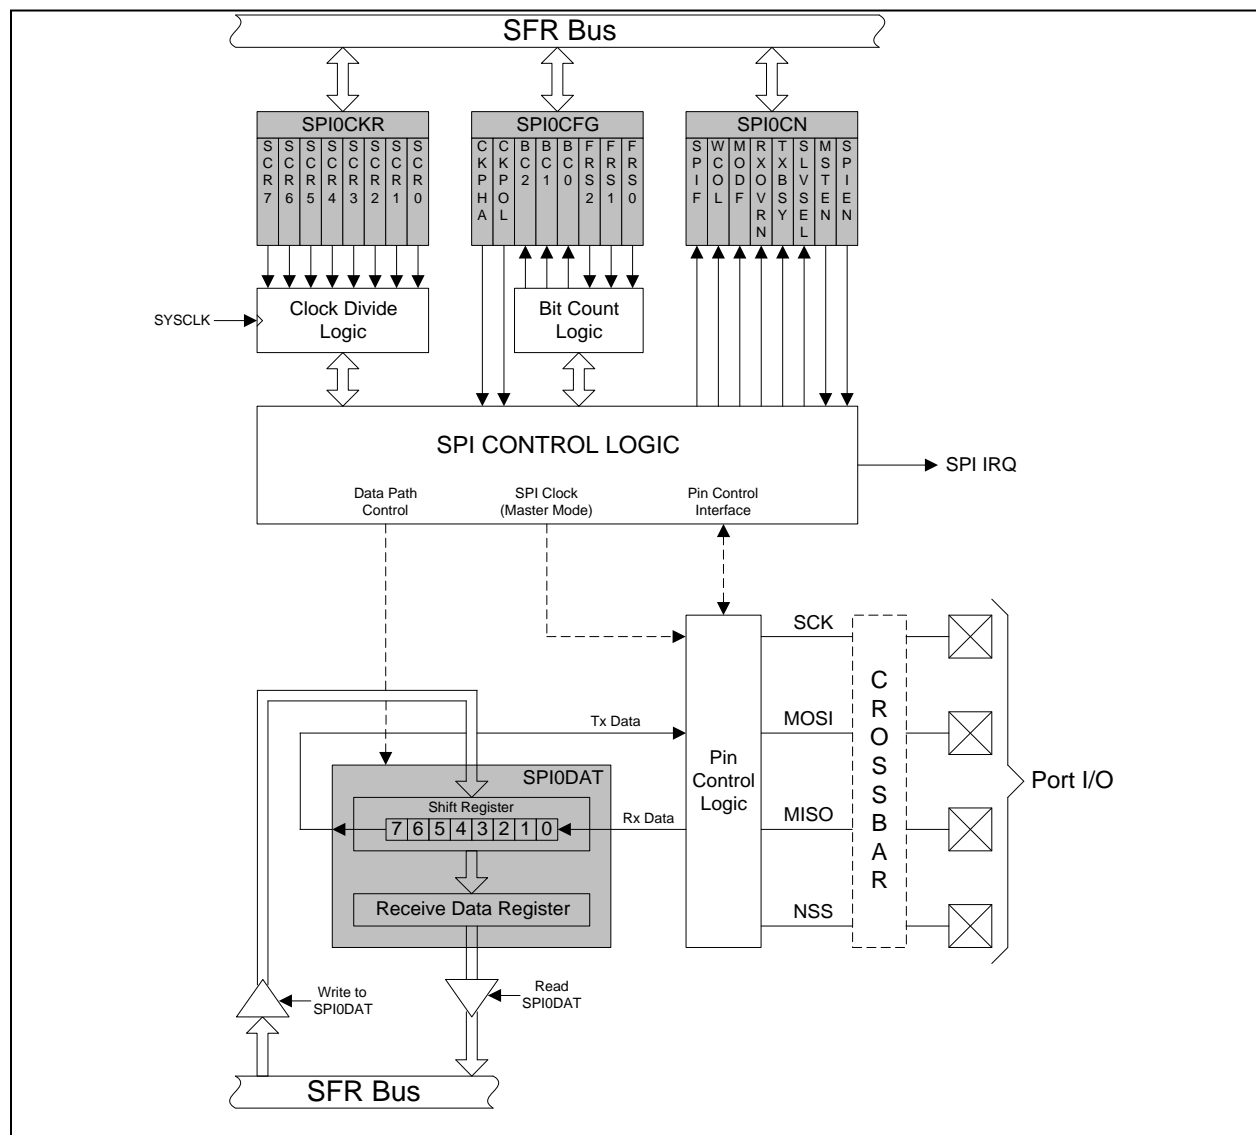 SFR Bus
SPI0CKR
SCR7
SCR6
SCR5
SCR4
SCR3
SCR2
SCR1
SCR0
SPI0CFG
CKPHA
CKPOL
BC2
BC1
BC0
FRS2
FRS1
FRS0
SPI0CN
SPIF
WCOL
MODF
RXOVRN
TXBSY
SLVSEL
MSTEN
SPIEN
SYSCLK
Clock Divide
Logic
Bit Count
Logic
SPI CONTROL LOGIC
SPI IRQ
Data Path
Control
SPI Clock
(Master Mode)
Pin Control
Interface
SCK
MOSI
MISO
NSS
CROSSBAR
Port I/O
Pin
Control
Logic
Tx Data
SPI0DAT
Shift Register
7 6 5 4 3 2 1 0
Rx Data
Receive Data Register
Write to
SPI0DAT
Read
SPI0DAT
SFR Bus